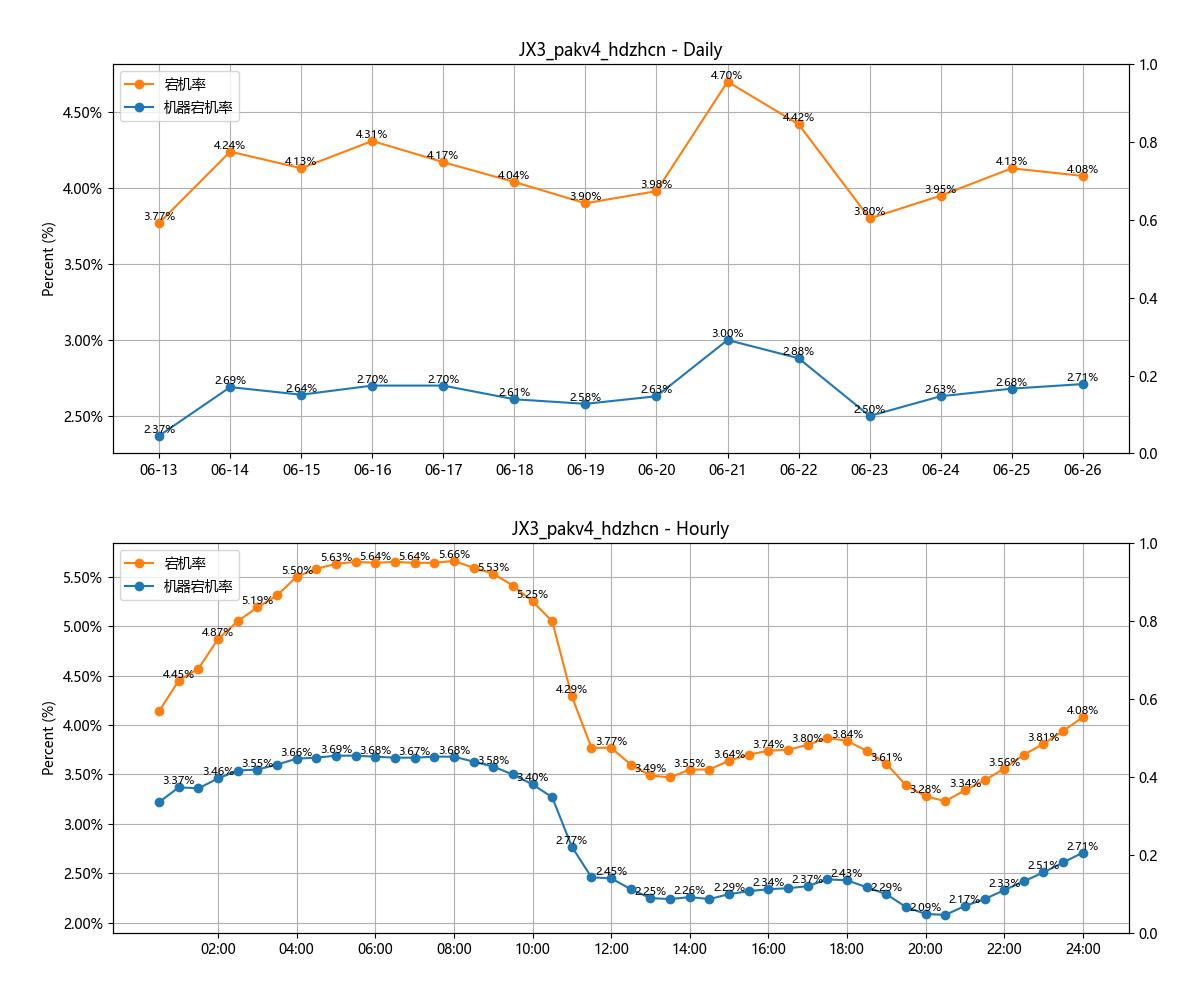 JX3_pakv4_hdzhcn - Daily
宕机率
机器宕机率
Percent (%)
4.50%
4.00%
3.50%
3.00%
2.50%
1.0
0.8
0.6
0.4
0.2
0.0
3.77% 4.24% 4.13% 4.31% 4.17% 4.04% 3.90% 3.98% 4.70% 4.42% 3.80% 3.95% 4.13% 4.08%
2.37% 2.69% 2.64% 2.70% 2.70% 2.61% 2.58% 2.63% 3.00% 2.88% 2.50% 2.63% 2.68% 2.71%
06-13 06-14 06-15 06-16 06-17 06-18 06-19 06-20 06-21 06-22 06-23 06-24 06-25 06-26
JX3_pakv4_hdzhcn - Hourly
宕机率
机器宕机率
Percent (%)
5.50%
5.00%
4.50%
4.00%
3.50%
3.00%
2.50%
2.00%
1.0
0.8
0.6
0.4
0.2
0.0
4.45% 4.87% 5.19% 5.50% 5.63% 5.64% 5.64% 5.66% 5.53% 5.25% 4.29% 3.77% 3.49% 3.55% 3.64% 3.74% 3.80% 3.84% 3.61% 3.28% 3.34% 3.56% 3.81% 4.08%
3.37% 3.46% 3.55% 3.66% 3.69% 3.68% 3.67% 3.68% 3.58% 3.40% 2.77% 2.45% 2.25% 2.26% 2.29% 2.34% 2.37% 2.43% 2.29% 2.09% 2.17% 2.33% 2.51% 2.71%
02:00 04:00 06:00 08:00 10:00 12:00 14:00 16:00 18:00 20:00 22:00 24:00